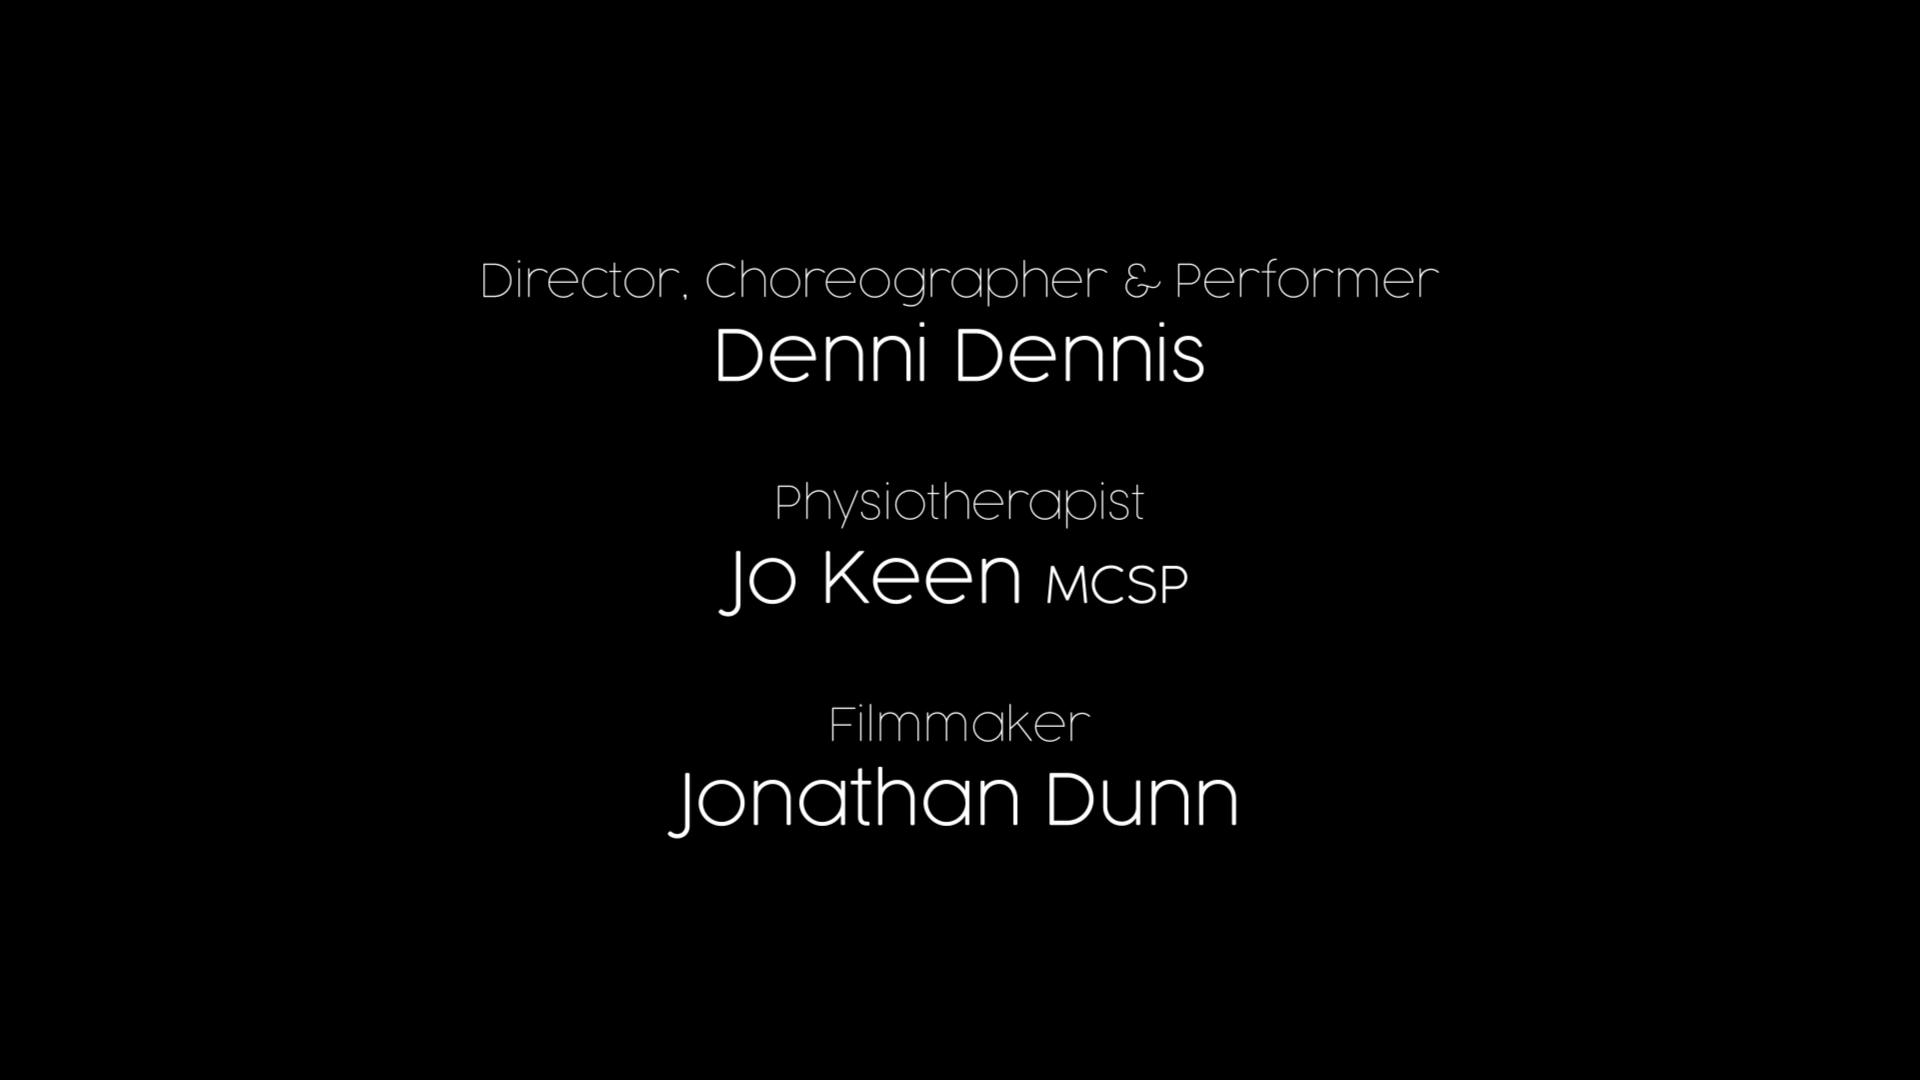 Director, Choreographer & Performer
Denni Dennis
Physiotherapist
Jo Keen MCSP
Filmmaker
Jonathan Dunn